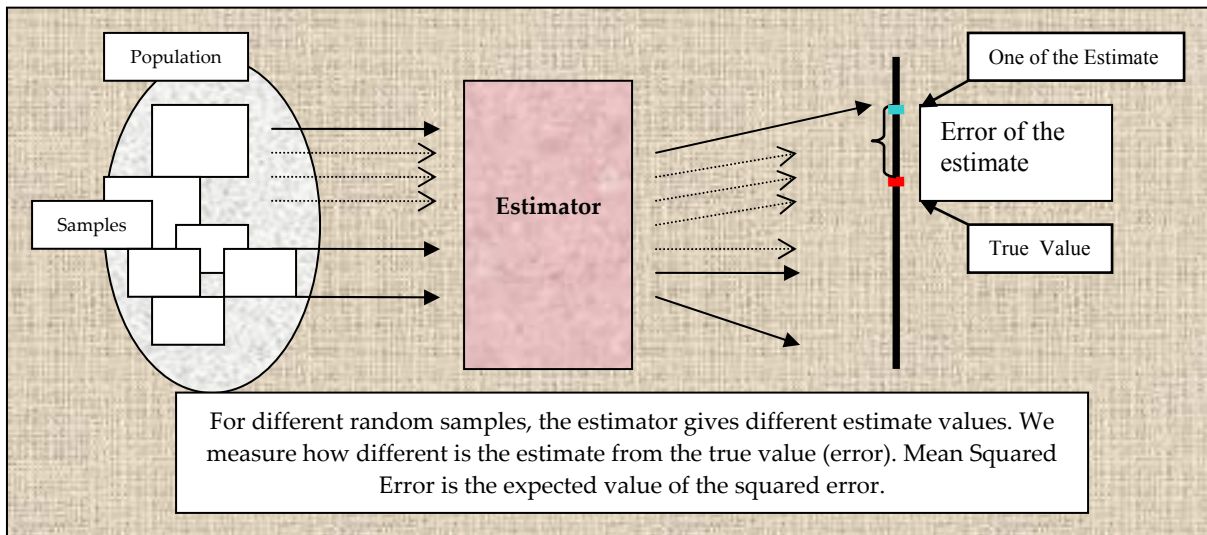 Population
One of the Estimate
Error of the
estimate
Samples
Estimator
True Value
For different random samples, the estimator gives different estimate values. We
measure how different is the estimate from the true value (error). Mean Squared
Error is the expected value of the squared error.